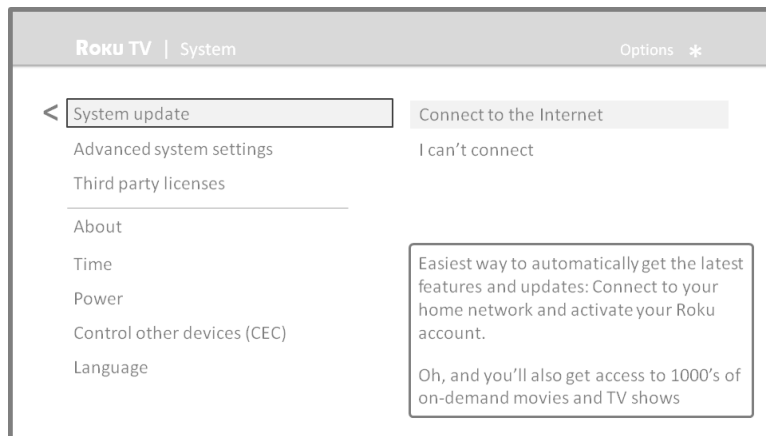 ROKU TV | System
Options *
< System update
Advanced system settings
Third party licenses
About
Time
Power
Control other devices (CEC)
Language
Connect to the Internet
I can't connect
Easiest way to automatically get the latest
features and updates: Connect to your
home network and activate your Roku
account.
Oh, and you'll also get access to 1000's of
on-demand movies and TV shows